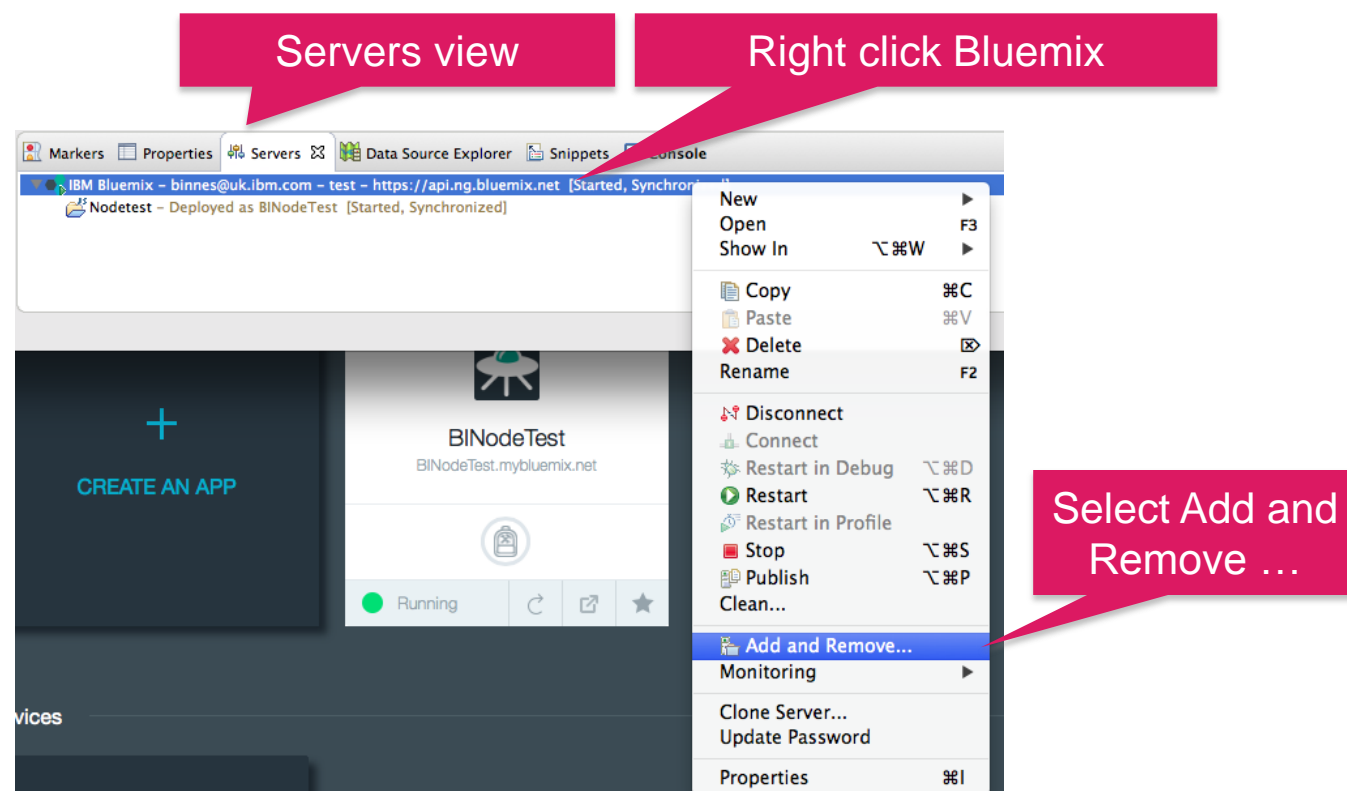 Servers view
Right click Bluemix
Markers Properties Servers Data Source Explorer Snippets Console
IBM Bluemix – binnes@uk.ibm.com – test – https://api.ng.bluemix.net [Started,
Nodetest – Deployed as BINodeTest [Started, Synchronized]
New ▶
Open F3
Show In ⌥⌘W ▶
Copy ⌘C
Paste ⌘V
Delete ⌦
Rename F2
Disconnect
Connect
Restart in Debug ⌥⌘D
Restart ⌥⌘R
Restart in Profile
Stop ⌥⌘S
Publish ⌥⌘P
Clean...
Add and Remove...
Monitoring ▶
Clone Server...
Update Password
Properties ⌘I
+
CREATE AN APP
BINodeTest
BINodeTest.mybluemix.net
Running
vices
Select Add and
Remove …